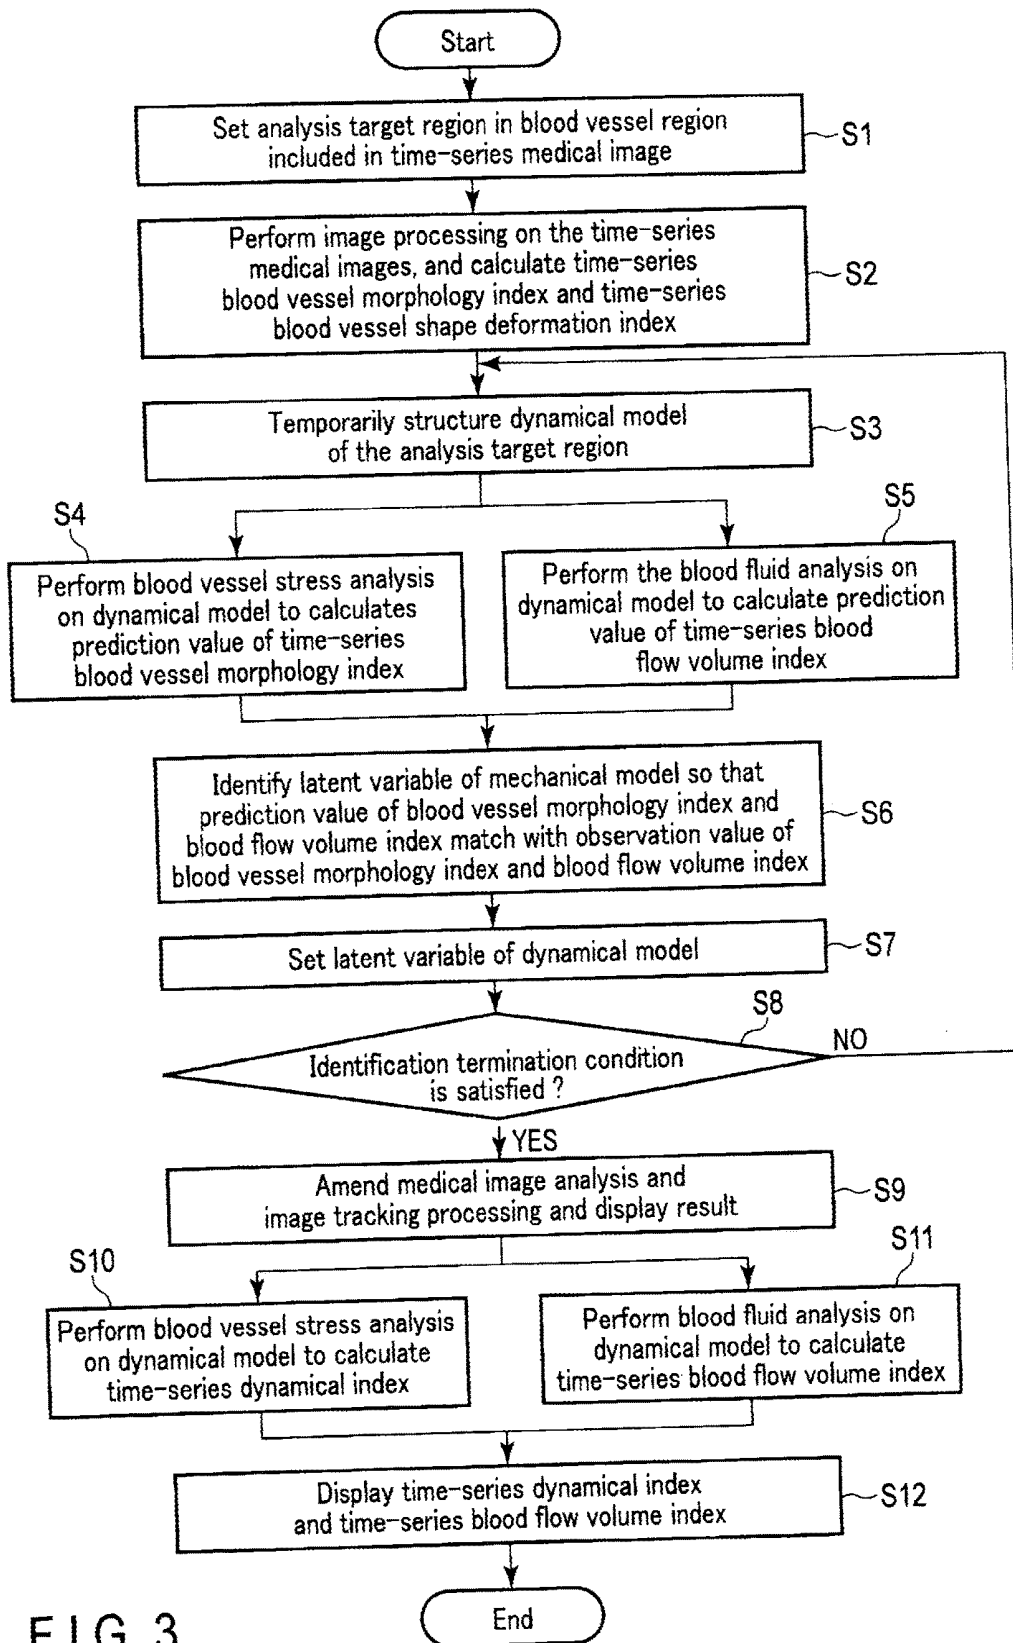 Start
Set analysis target region in blood vessel region
included in time-series medical image
S1
Perform image processing on the time-series
medical images, and calculate time-series
blood vessel morphology index and time-series
blood vessel shape deformation index
S2
Temporarily structure dynamical model
of the analysis target region
S3
S4
Perform blood vessel stress analysis
on dynamical model to calculates
prediction value of time-series
blood vessel morphology index
S5
Perform the blood fluid analysis on
dynamical model to calculate prediction
value of time-series blood
flow volume index
Identify latent variable of mechanical model so that
prediction value of blood vessel morphology index and
blood flow volume index match with observation value of
blood vessel morphology index and blood flow volume index
S6
Set latent variable of dynamical model
S7
S8
Identification termination condition
is satisfied ?
NO
YES
Amend medical image analysis and
image tracking processing and display result
S9
S10
Perform blood vessel stress analysis
on dynamical model to calculate
time-series dynamical index
S11
Perform blood fluid analysis on
dynamical model to calculate
time-series blood flow volume index
Display time-series dynamical index
and time-series blood flow volume index
S12
End
FIG. 3